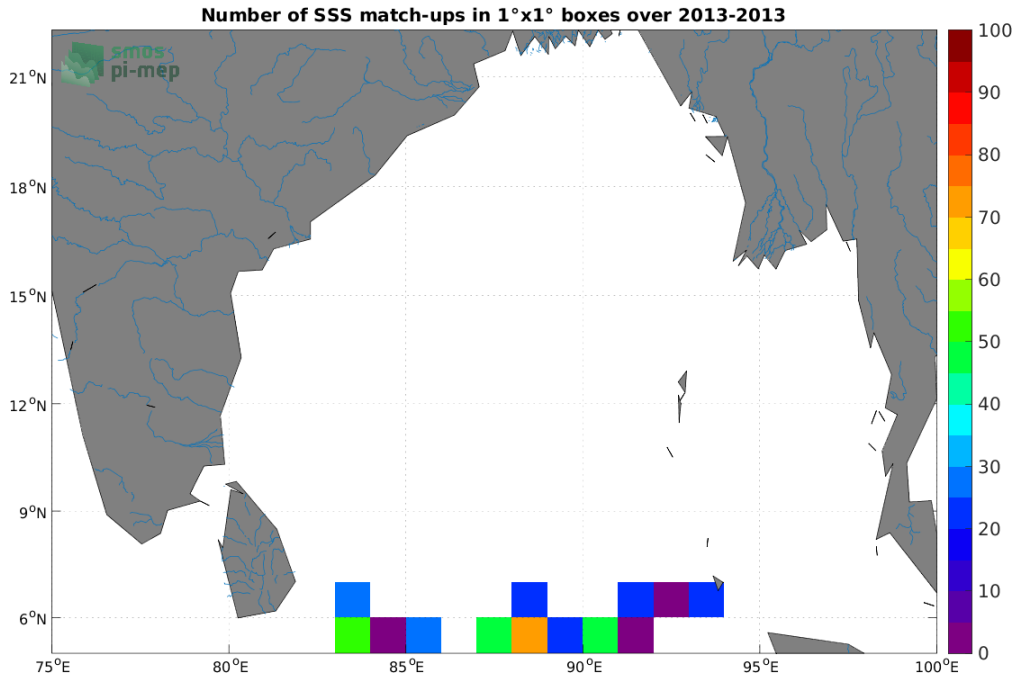 Number of SSS match-ups in 1°x1° boxes over 2013-2013
smos
pi-mep
21°N
18°N
15°N
12°N
9°N
6°N
75°E
80°E
85°E
90°E
95°E
100°E
100
90
80
70
60
50
40
30
20
10
0